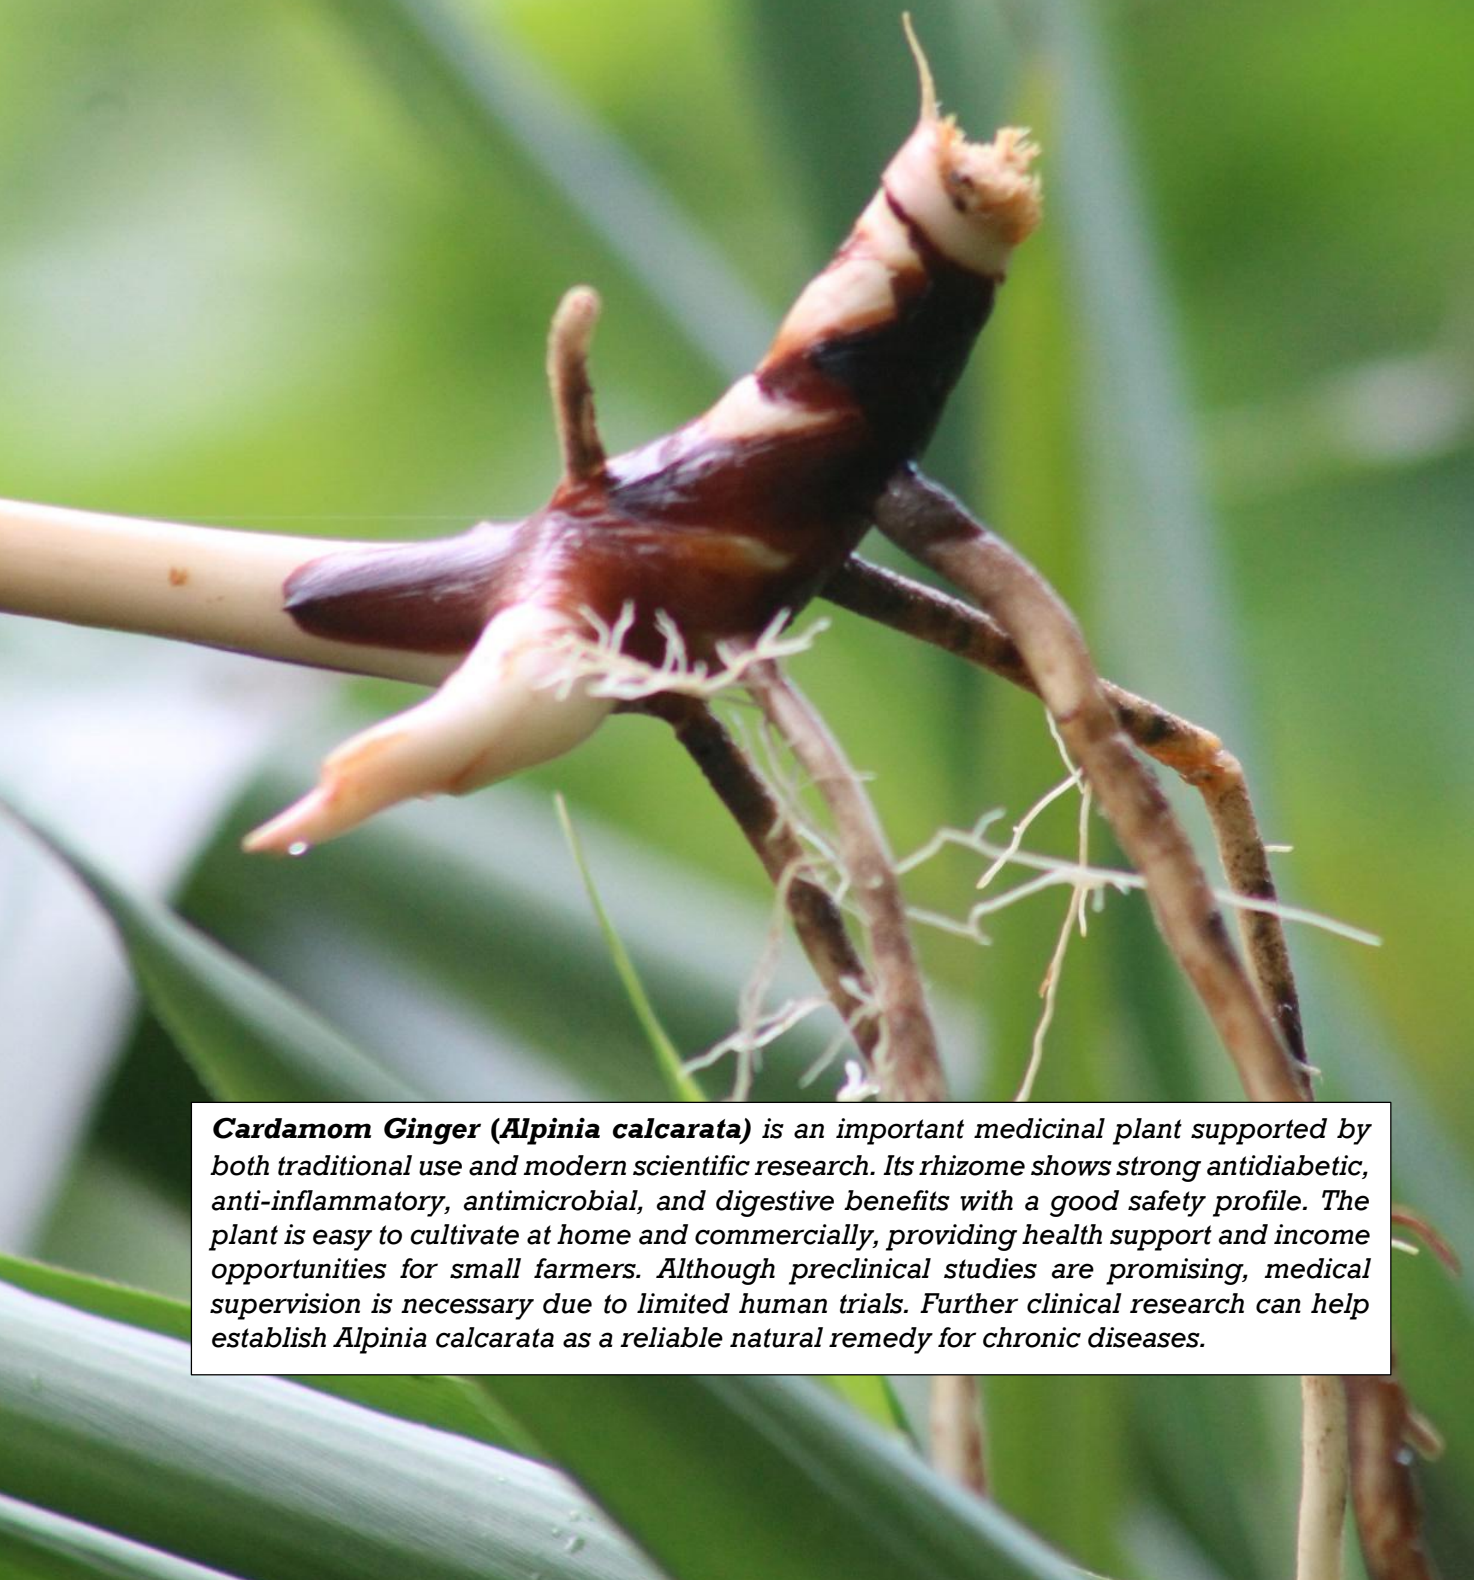 Cardamom Ginger (Alpinia calcarata) is an important medicinal plant supported by
both traditional use and modern scientific research. Its rhizome shows strong antidiabetic,
anti-inflammatory, antimicrobial, and digestive benefits with a good safety profile. The
plant is easy to cultivate at home and commercially, providing health support and income
opportunities for small farmers. Although preclinical studies are promising, medical
supervision is necessary due to limited human trials. Further clinical research can help
establish Alpinia calcarata as a reliable natural remedy for chronic diseases.